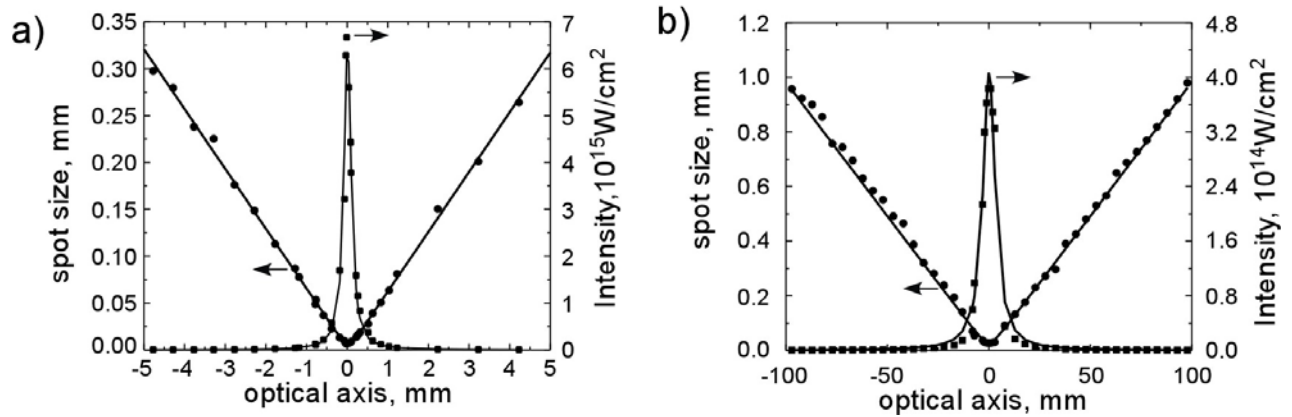 a)
spot size, mm
0.35
0.30
0.25
0.20
0.15
0.10
0.05
0.00
-5 -4 -3 -2 -1 0 1 2 3 4 5
optical axis, mm
7
6
5
4
3
2
1
0
Intensity,10¹⁵W/cm²
b)
spot size, mm
1.0
0.8
0.6
0.4
0.2
0.0
-100 -50 0 50 100
optical axis, mm
4.8
4.0
3.2
2.4
1.6
0.8
0.0
Intensity, 10¹⁴W/cm²